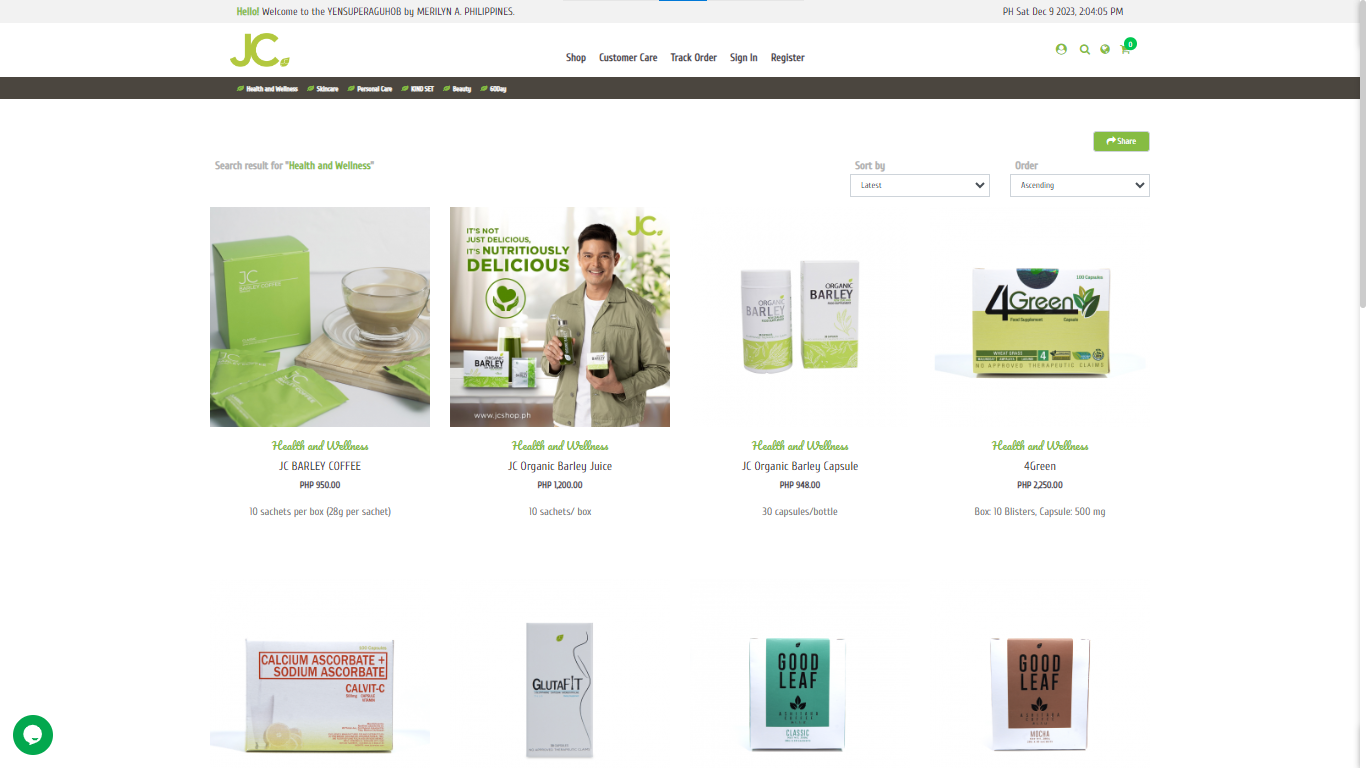 Hello! Welcome to the YENSUPERAGUHOB by MERILYN A. PHILIPPINES.
PH Sat Dec 9 2023, 2:04:05 PM
JC.
Shop
Customer Care
Track Order
Sign In
Register
0
Health and Wellness
Skincare
Personal Care
KIND SET
Beauty
60Day
Share
Search result for "Health and Wellness"
Sort by
Order
Latest
Ascending
JC
BARLEY COFFEE
JC
JC
IT'S NOT
JUST DELICIOUS,
IT'S NUTRITIOUSLY
DELICIOUS
JC.
ORGANIC
BARLEY
www.jcshop.ph
ORGANIC
BARLEY
ORGANIC
BARLEY
100 Capsules
4Green
Food Supplement
Capsule
4
NO APPROVED THERAPEUTIC CLAIMS
Health and Wellness
JC BARLEY COFFEE
PHP 950.00
10 sachets per box (28g per sachet)
Health and Wellness
JC Organic Barley Juice
PHP 1,200.00
10 sachets/ box
Health and Wellness
JC Organic Barley Capsule
PHP 948.00
30 capsules/bottle
Health and Wellness
4Green
PHP 2,250.00
Box: 10 Blisters, Capsule: 500 mg
100 Capsules
CALCIUM ASCORBATE +
SODIUM ASCORBATE
CALVIT-C
GLUTAFIT
GOOD
LEAF
CLASSIC
GOOD
LEAF
MOCHA